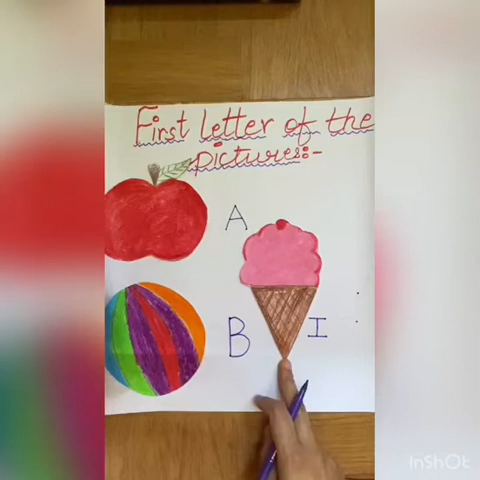 First letter of the
pictures:-
A
B
I
InShOt